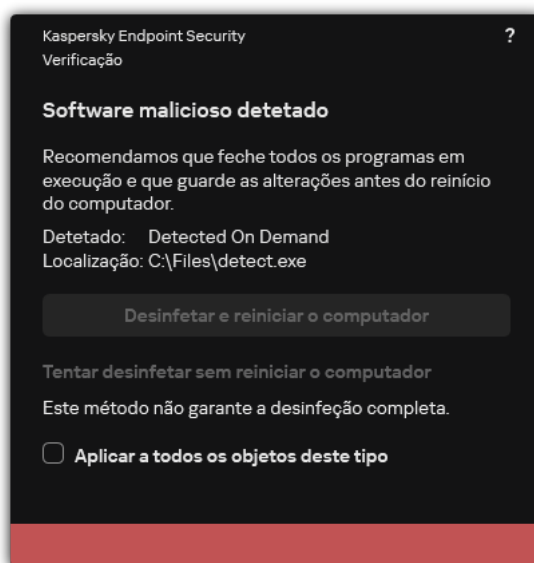 Kaspersky Endpoint Security
?
Verificação
Software malicioso detetado
Recomendamos que feche todos os programas em
execução e que guarde as alterações antes do reinício
do computador.
Detetado: Detected On Demand
Localização: C:\Files\detect.exe
Desinfetar e reiniciar o computador
Tentar desinfetar sem reiniciar o computador
Este método não garante a desinfeção completa.
Aplicar a todos os objetos deste tipo